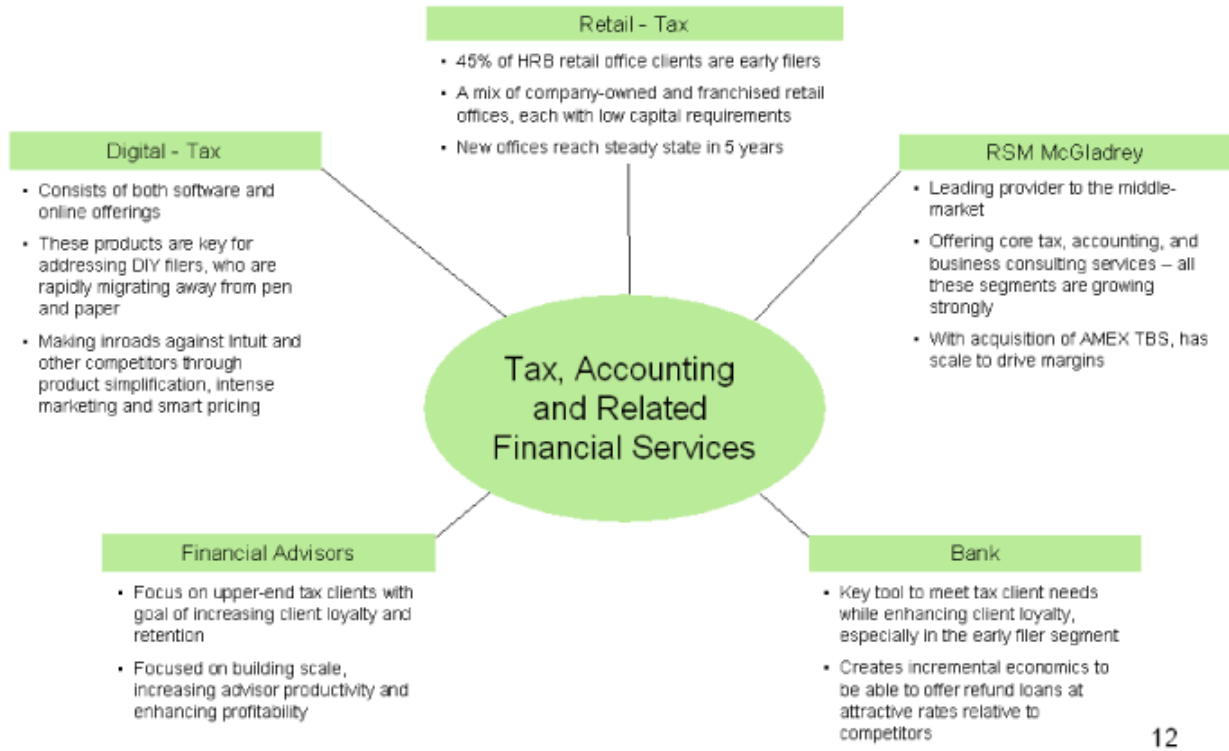 Retail - Tax
▪ 45% of HRB retail office clients are early filers
▪ A mix of company-owned and franchised retail
offices, each with low capital requirements
▪ New offices reach steady state in 5 years
Digital - Tax
▪ Consists of both software and
online offerings
▪ These products are key for
addressing DIY filers, who are
rapidly migrating away from pen
and paper
▪ Making inroads against Intuit and
other competitors through
product simplification, intense
marketing and smart pricing
RSM McGladrey
▪ Leading provider to the middle-
market
▪ Offering core tax, accounting, and
business consulting services – all
these segments are growing
strongly
▪ With acquisition of AMEX TBS, has
scale to drive margins
Tax, Accounting
and Related
Financial Services
Financial Advisors
▪ Focus on upper-end tax clients with
goal of increasing client loyalty and
retention
▪ Focused on building scale,
increasing advisor productivity and
enhancing profitability
Bank
▪ Key tool to meet tax client needs
while enhancing client loyalty,
especially in the early filer segment
▪ Creates incremental economics to
be able to offer refund loans at
attractive rates relative to
competitors
12